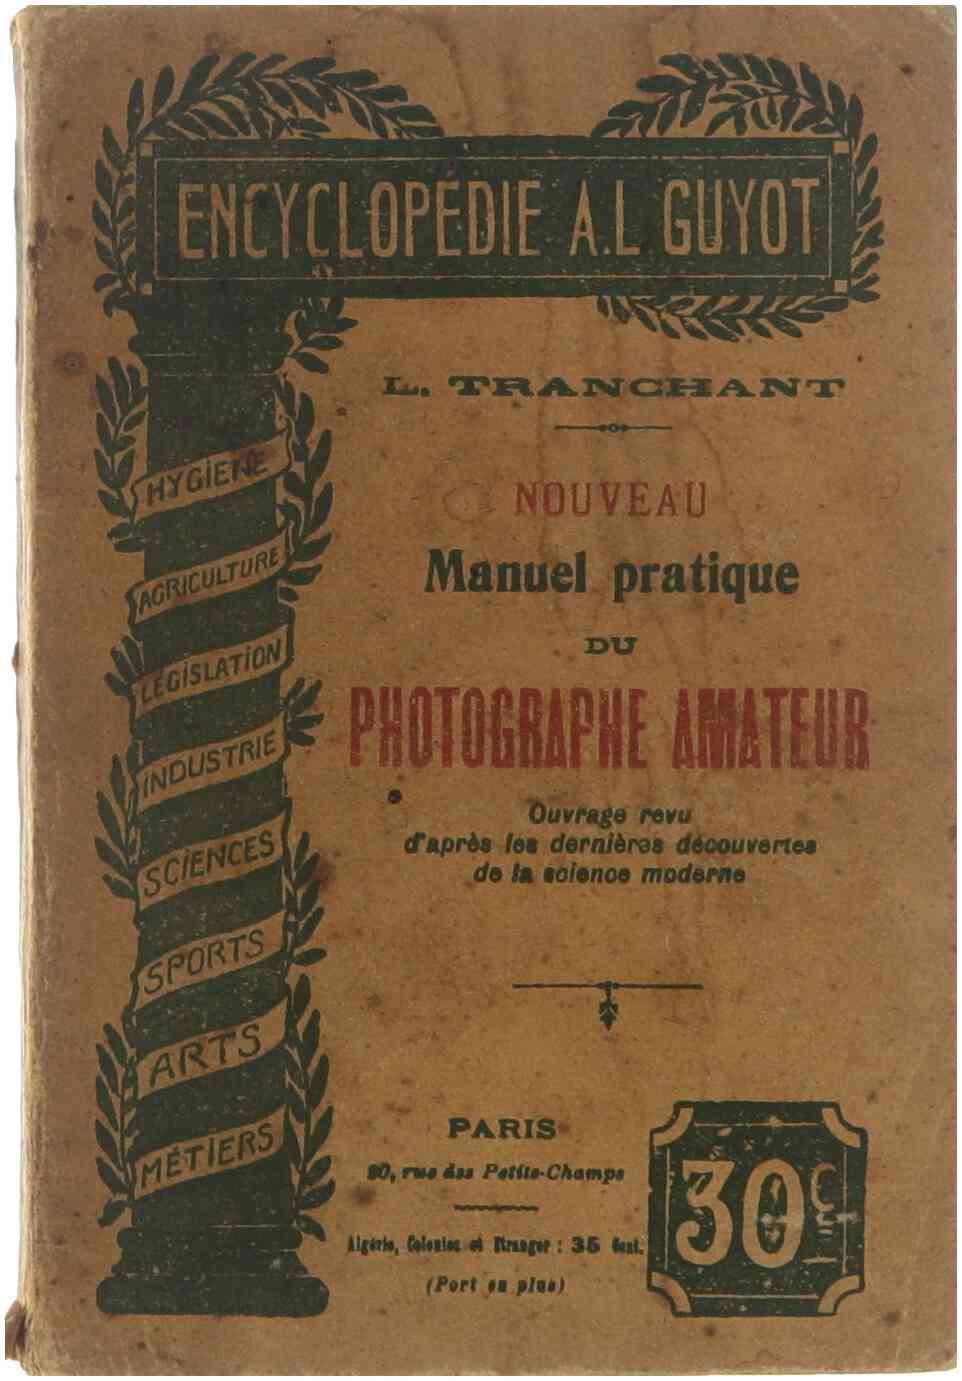 ENCYCLOPÉDIE A.L GUYOT
L. TRANCHANT
NOUVEAU
Manuel pratique
DU
PHOTOGRAPHE AMATEUR
Ouvrage revu
d'après les dernières découvertes
de la science moderne
HYGIENE
AGRICULTURE
LÉGISLATION
INDUSTRIE
SCIENCES
SPORTS
ARTS
MÉTIERS
PARIS
20, rue des Petits-Champs
Algérie, Colonies et Etranger : 35 Cent.
(Port en plus)
30c